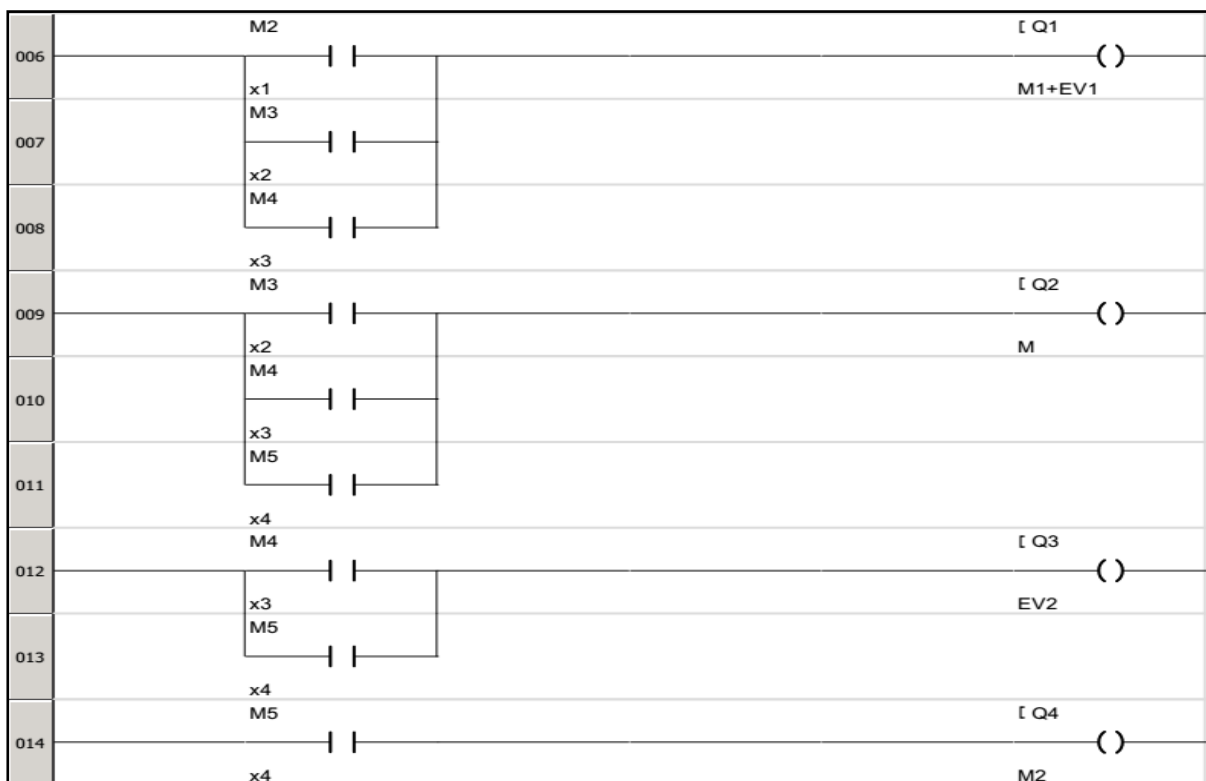 M2 [ Q1
006
x1 M1+EV1
M3
007
x2
M4
008
x3
M3 [ Q2
009
x2 M
M4
010
x3
M5
011
x4
M4 [ Q3
012
x3 EV2
M5
013
x4
M5 [ Q4
014
x4 M2